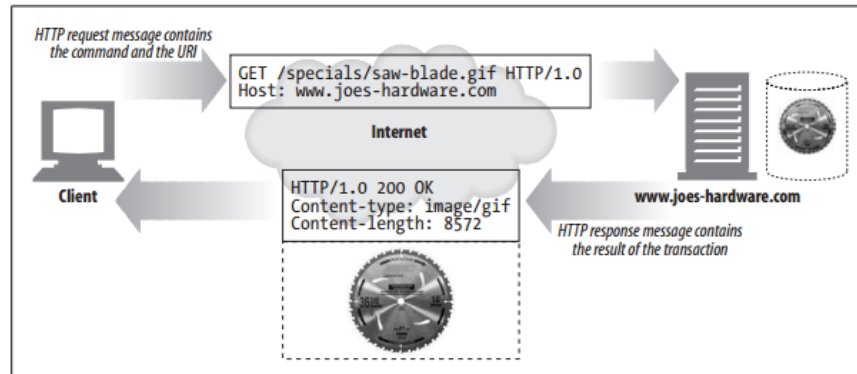 HTTP request message contains
the command and the URI
GET /specials/saw-blade.gif HTTP/1.0
Host: www.joes-hardware.com
Internet
Client
www.joes-hardware.com
HTTP/1.0 200 OK
Content-type: image/gif
Content-length: 8572
HTTP response message contains
the result of the transaction
36